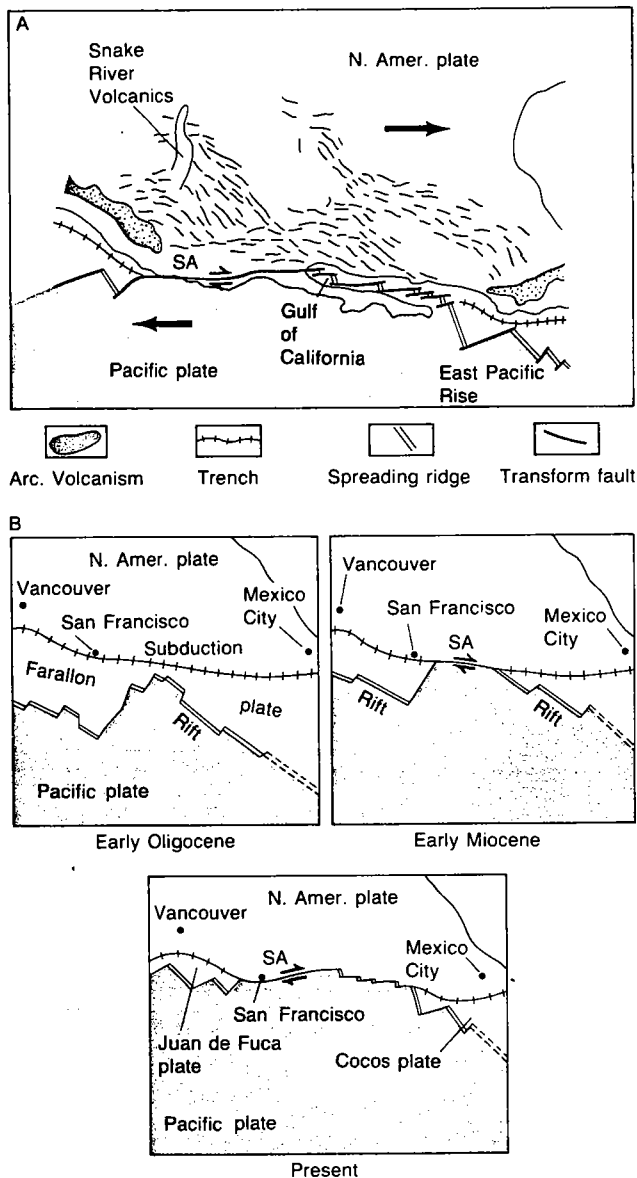 A
Snake
River
Volcanics
N. Amer. plate
SA
Gulf
of
California
Pacific plate
East Pacific
Rise
Arc. Volcanism
Trench
Spreading ridge
Transform fault
B
N. Amer. plate
Vancouver
Mexico
City
San Francisco
Subduction
Farallon
plate
Rift
Pacific plate
Early Oligocene
Vancouver
San Francisco
SA
Mexico
City
Rift
Rift
Early Miocene
N. Amer. plate
Vancouver
SA
Mexico
City
San Francisco
Juan de Fuca
plate
Cocos plate
Pacific plate
Present